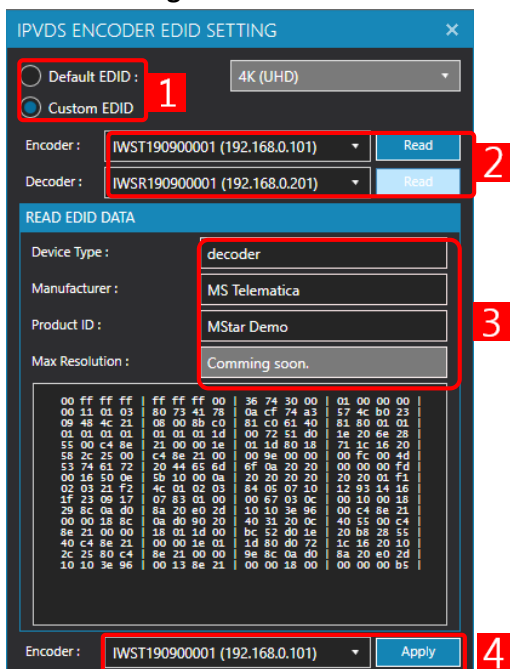 IPVDS ENCODER EDID SETTING ×
Default EDID : 4K (UHD)
1
Custom EDID
Encoder : IWST190900001 (192.168.0.101) Read
2
Decoder : IWSR190900001 (192.168.0.201) Read
READ EDID DATA
Device Type : decoder
Manufacturer : MS Telematica
3
Product ID : MStar Demo
Max Resolution : Comming soon.
00 ff ff ff | ff ff ff 00 | 36 74 30 00 | 01 00 00 00 |
00 11 01 03 | 80 73 41 78 | 0a cf 74 a3 | 57 4c b0 23 |
09 48 4c 21 | 08 00 8b c0 | 81 c0 61 40 | 81 80 01 01 |
01 01 01 01 | 01 01 01 1d | 00 72 51 d0 | 1e 20 6e 28 |
55 00 c4 8e | 21 00 00 1e | 01 1d 80 18 | 71 1c 16 20 |
58 2c 25 00 | c4 8e 21 00 | 00 9e 00 00 | 00 fc 00 4d |
53 74 61 72 | 20 44 65 6d | 6f 0a 20 20 | 00 00 00 fd |
00 16 50 0e | 5b 10 00 0a | 20 20 20 20 | 20 20 01 f1 |
02 03 21 f2 | 4c 01 02 03 | 84 05 07 10 | 12 93 14 16 |
1f 23 09 17 | 07 83 01 00 | 00 67 03 0c | 00 10 00 18 |
29 8c 0a d0 | 8a 20 e0 2d | 10 10 3e 96 | 00 c4 8e 21 |
00 00 18 8c | 0a d0 90 20 | 40 31 20 0c | 40 55 00 c4 |
8e 21 00 00 | 18 01 1d 00 | bc 52 d0 1e | 20 b8 28 55 |
40 c4 8e 21 | 00 00 1e 01 | 1d 80 d0 72 | 1c 16 20 10 |
2c 25 80 c4 | 8e 21 00 00 | 9e 8c 0a d0 | 8a 20 e0 2d |
10 10 3e 96 | 00 13 8e 21 | 00 00 18 00 | 00 00 00 b5 |
Encoder : IWST190900001 (192.168.0.101) Apply
4